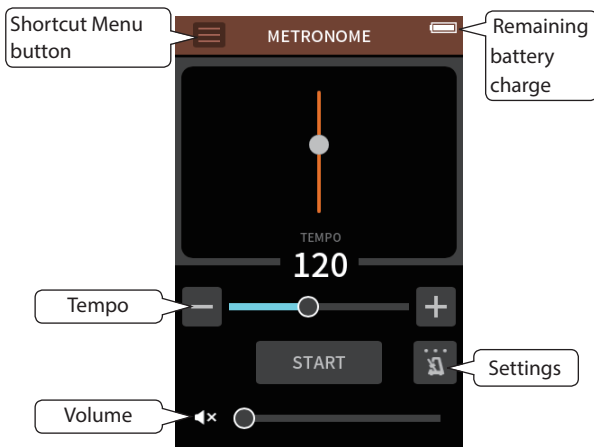 Shortcut Menu
button
METRONOME
Remaining
battery
charge
TEMPO
120
Tempo
START
Settings
Volume